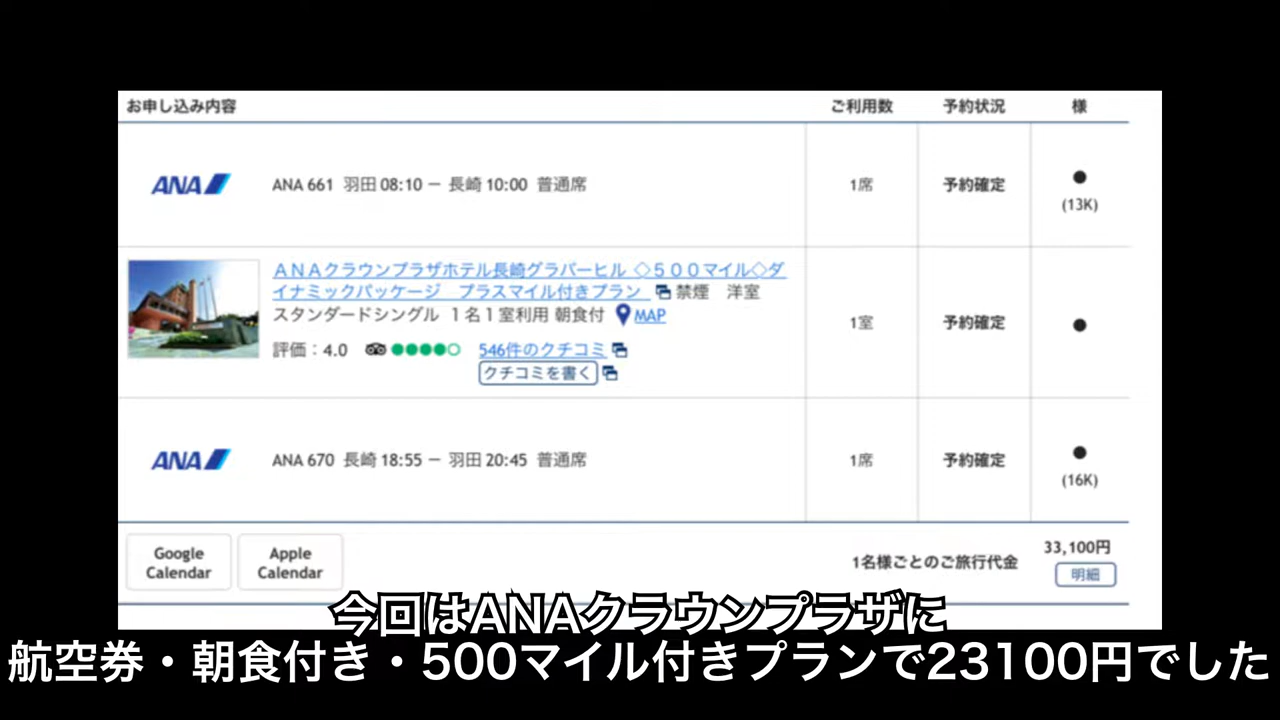 お申し込み内容 ご利用数 予約状況 様
ANA ANA 661 羽田 08:10 － 長崎 10:00 普通席 1席 予約確定 ●
(13K)
ＡＮＡクラウンプラザホテル長崎グラバーヒル ◇５００マイル◇ダ
イナミックパッケージ　プラスマイル付きプラン 禁煙　洋室
スタンダードシングル １名１室利用 朝食付 MAP
1室 予約確定 ●
評価：4.0 546件のクチコミ
クチコミを書く
ANA ANA 670 長崎 18:55 － 羽田 20:45 普通席 1席 予約確定 ●
(16K)
Google Calendar
Apple Calendar
1名様ごとのご旅行代金 33,100円
明細
今回はANAクラウンプラザに
航空券・朝食付き・500マイル付きプランで23100円でした